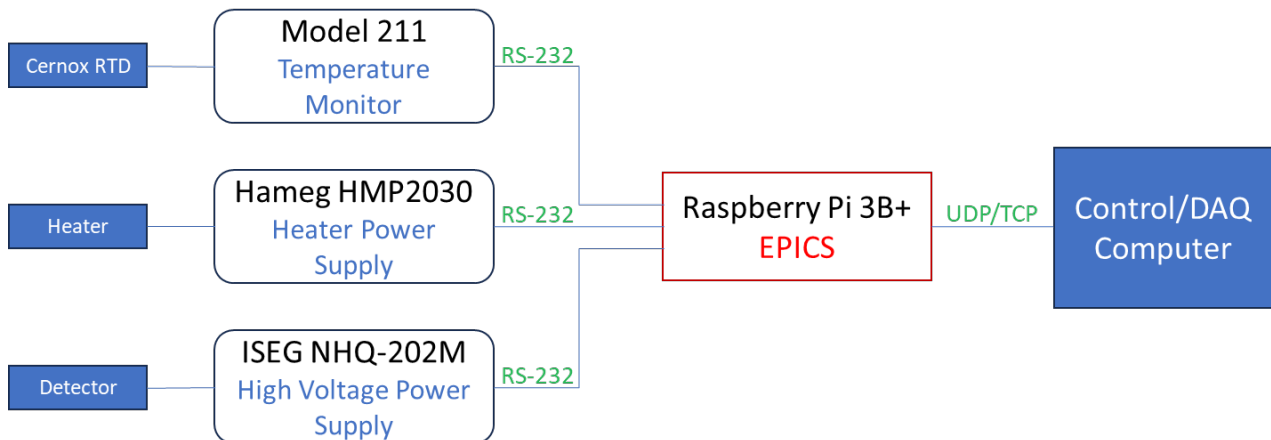 Cernox RTD
Model 211
Temperature
Monitor
RS-232
Heater
Hameg HMP2030
Heater Power
Supply
RS-232
Detector
ISEG NHQ-202M
High Voltage Power
Supply
RS-232
Raspberry Pi 3B+
EPICS
UDP/TCP
Control/DAQ
Computer